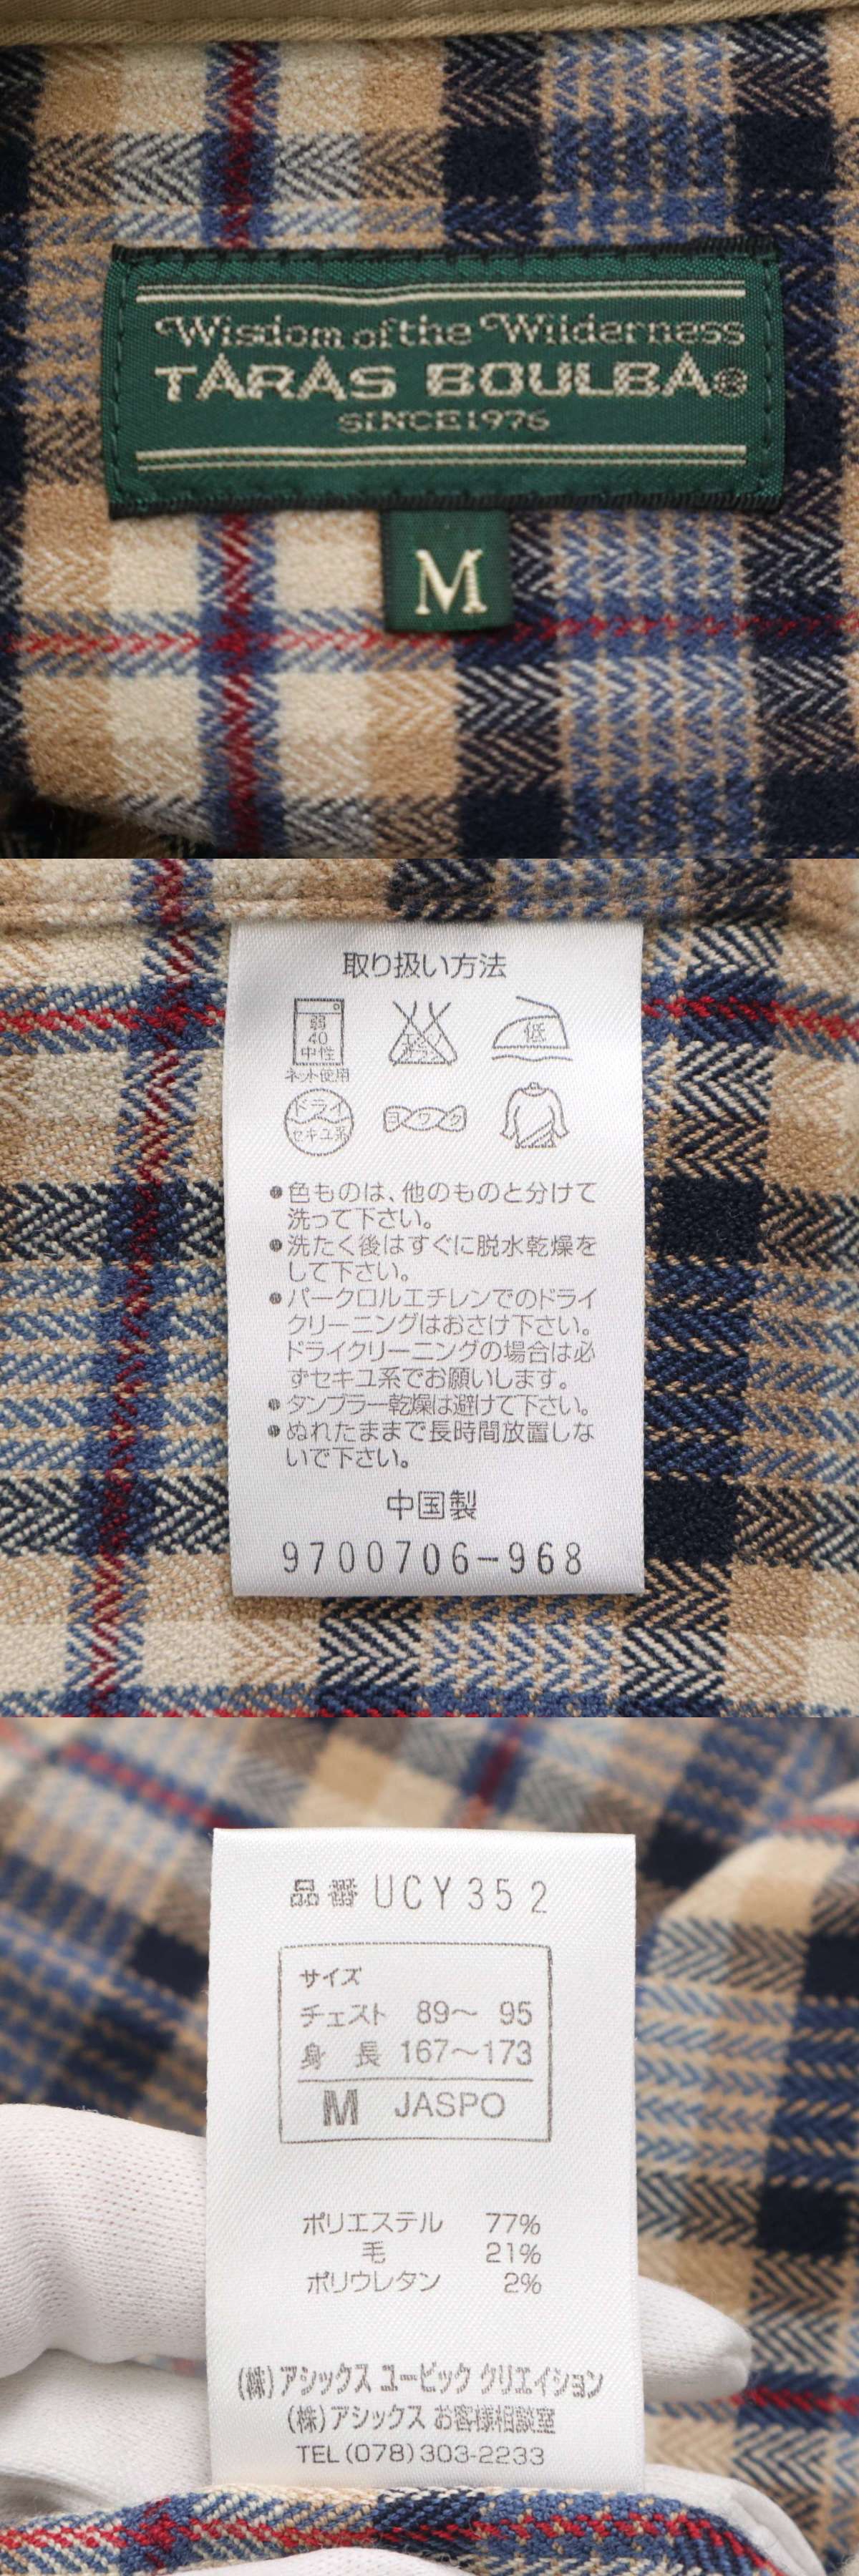 Wisdom of the Wilderness
TARAS BOULBA®
SINCE1976
M
取り扱い方法
弱
40
中性
ネット使用
エンソ
サラシ
低
ドライ
セキユ系
ヨワク
●色ものは、他のものと分けて
洗って下さい。
●洗たく後はすぐに脱水乾燥を
して下さい。
●パークロルエチレンでのドライ
クリーニングはおさけ下さい。
ドライクリーニングの場合は必
ずセキユ系でお願いします。
●タンブラー乾燥は避けて下さい。
●ぬれたままで長時間放置しな
いで下さい。
中国製
9700706-968
品番 UCY352
サイズ
チェスト 89～ 95
身 長 167～173
M JASPO
ポリエステル 77%
毛 21%
ポリウレタン 2%
(株)アシックス ユービック クリエイション
(株)アシックス お客様相談室
TEL(078)303-2233